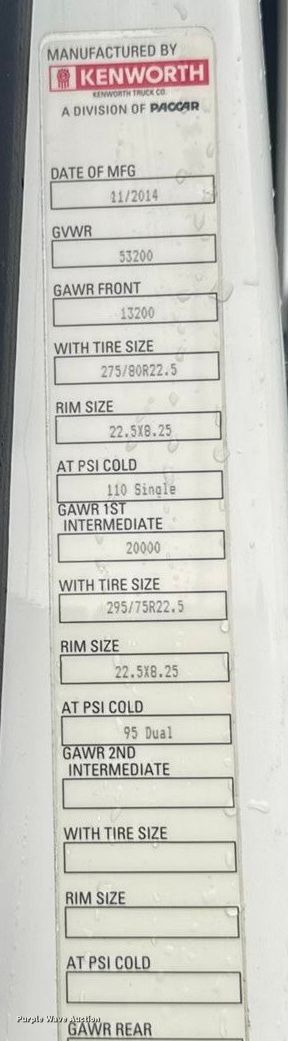 MANUFACTURED BY
KENWORTH
KENWORTH TRUCK CO.
A DIVISION OF PACCAR
DATE OF MFG
11/2014
GVWR
53200
GAWR FRONT
13200
WITH TIRE SIZE
275/80R22.5
RIM SIZE
22.5X8.25
AT PSI COLD
110 Single
GAWR 1ST
INTERMEDIATE
20000
WITH TIRE SIZE
295/75R22.5
RIM SIZE
22.5X8.25
AT PSI COLD
95 Dual
GAWR 2ND
INTERMEDIATE
WITH TIRE SIZE
RIM SIZE
AT PSI COLD
Purple Wave Auction
GAWR REAR